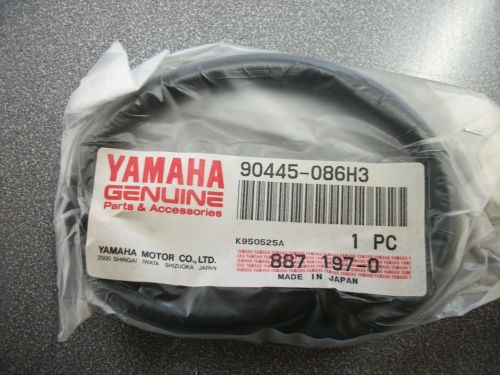 YAMAHA
GENUINE
Parts & Accessories
YAMAHA MOTOR CO., LTD.
2500 SHINGAI IWATA SHIZUOKA JAPAN
90445-086H3
K950525A
1 PC
887 197-0
MADE IN JAPAN